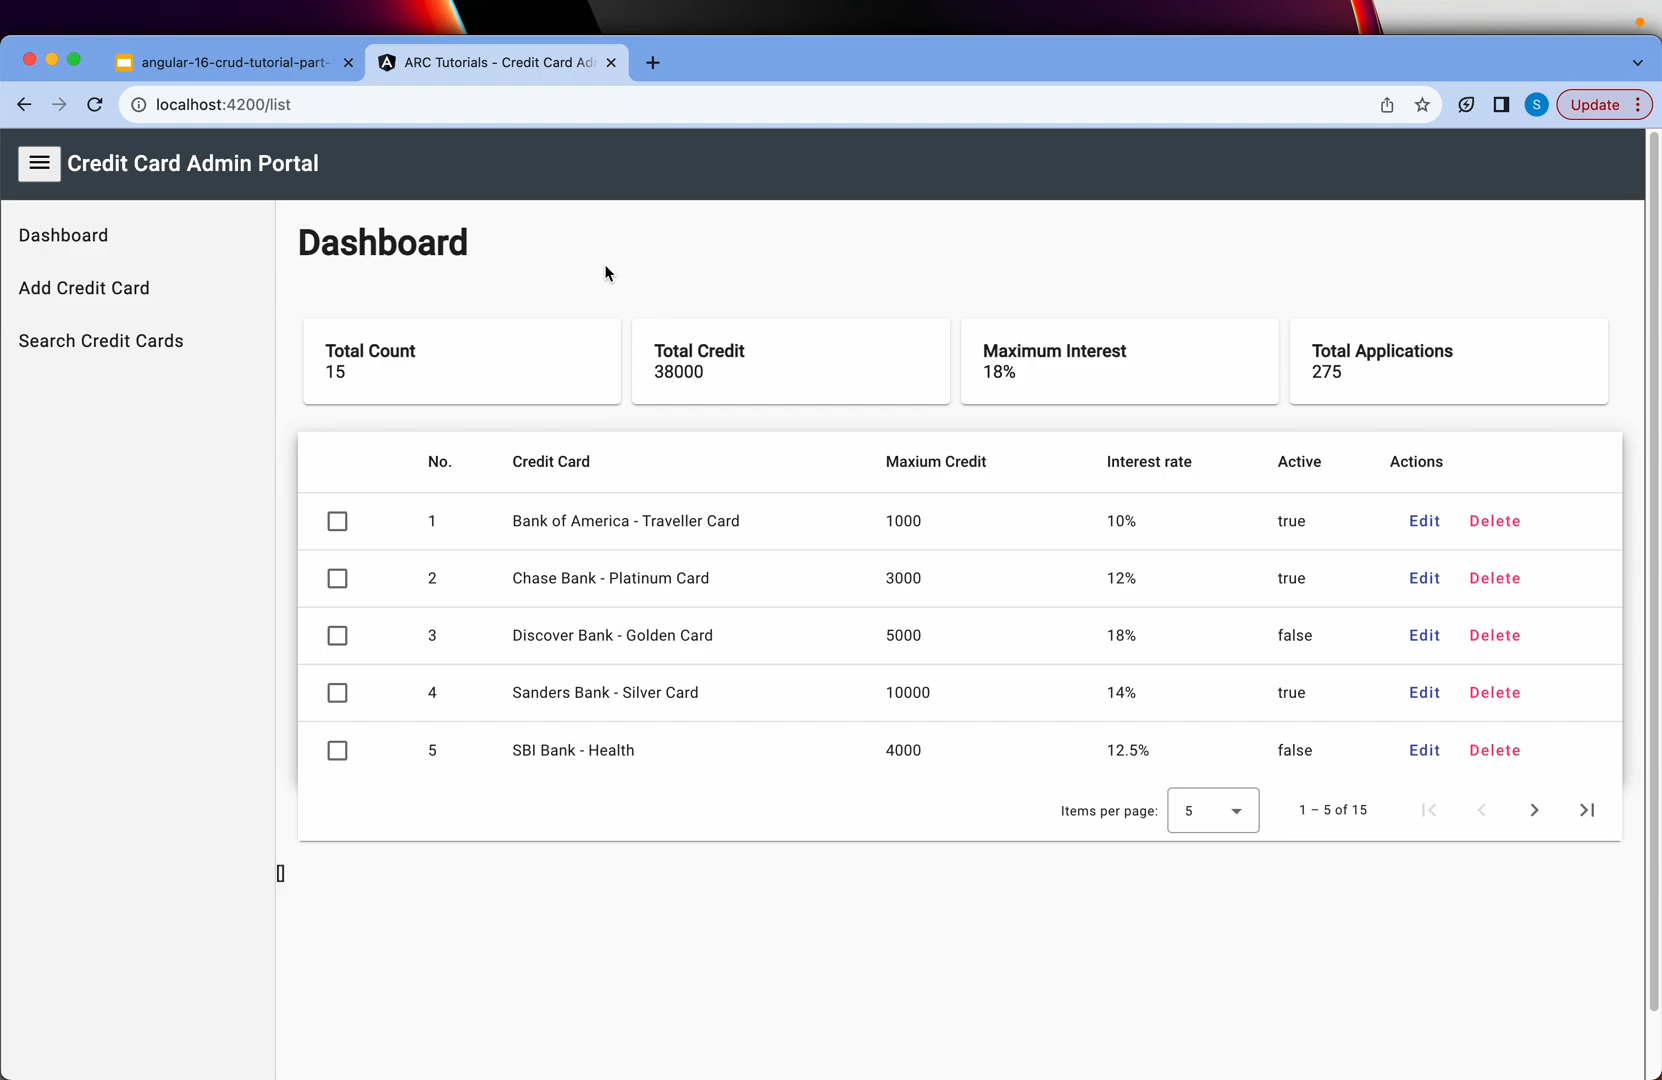 angular-16-crud-tutorial-part-
ARC Tutorials - Credit Card Adr
localhost:4200/list
S
Update
Credit Card Admin Portal
Dashboard
Add Credit Card
Search Credit Cards
Dashboard
Total Count
15
Total Credit
38000
Maximum Interest
18%
Total Applications
275
No. Credit Card Maxium Credit Interest rate Active Actions
1 Bank of America - Traveller Card 1000 10% true Edit Delete
2 Chase Bank - Platinum Card 3000 12% true Edit Delete
3 Discover Bank - Golden Card 5000 18% false Edit Delete
4 Sanders Bank - Silver Card 10000 14% true Edit Delete
5 SBI Bank - Health 4000 12.5% false Edit Delete
Items per page: 5 1 – 5 of 15
[]